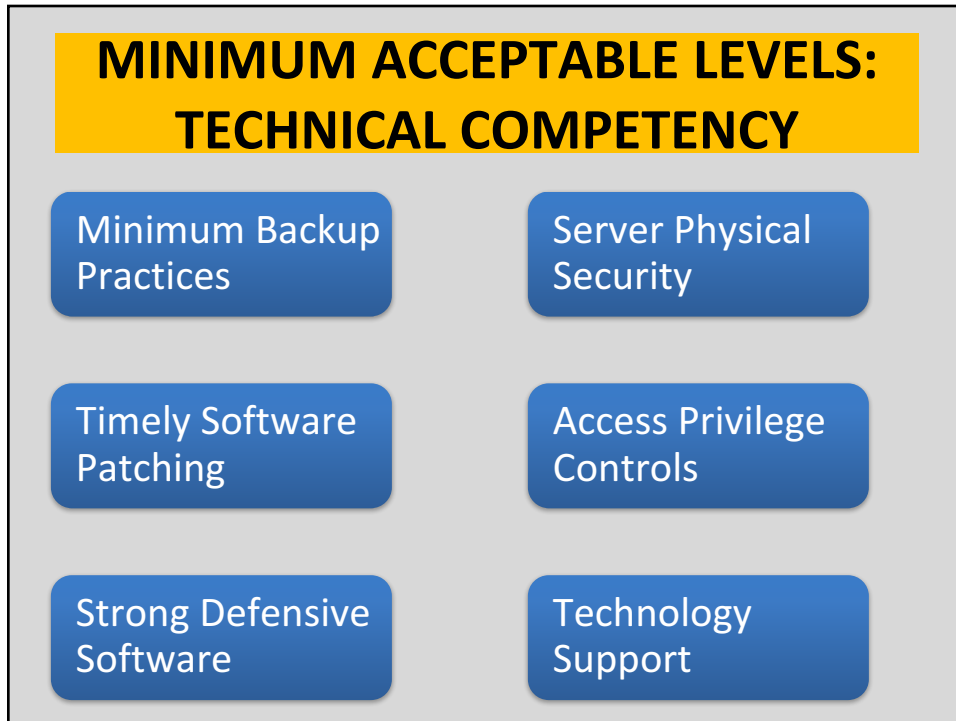 MINIMUM ACCEPTABLE LEVELS:
TECHNICAL COMPETENCY
Minimum Backup
Practices
Server Physical
Security
Timely Software
Patching
Access Privilege
Controls
Strong Defensive
Software
Technology
Support